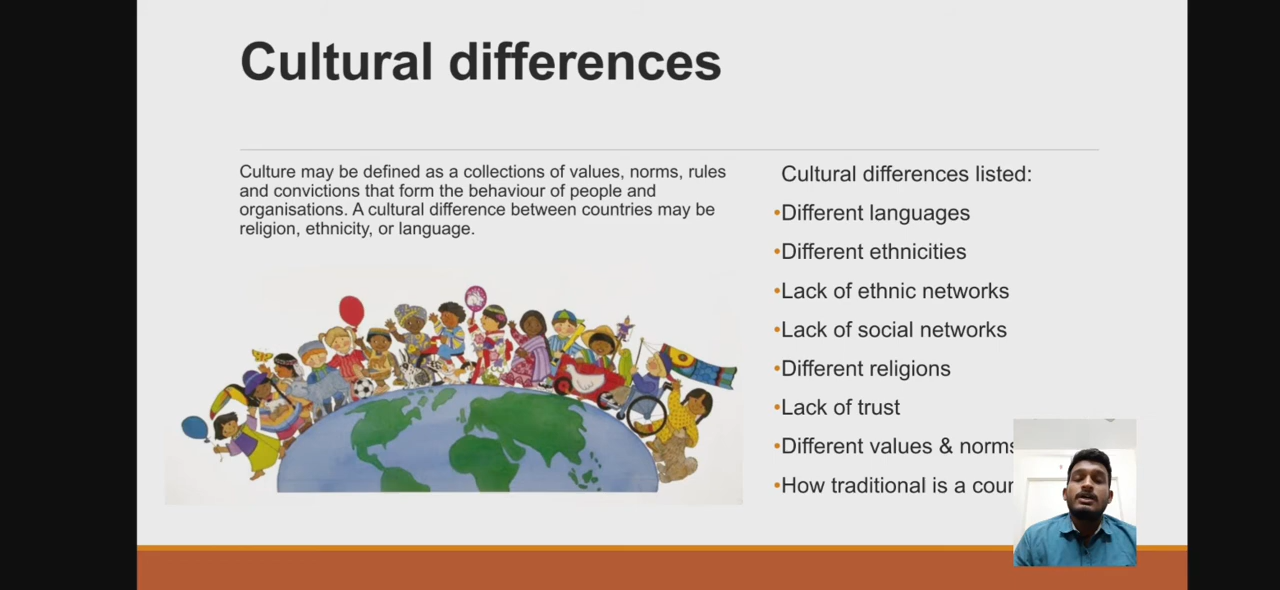 Cultural differences
Culture may be defined as a collections of values, norms, rules
and convictions that form the behaviour of people and
organisations. A cultural difference between countries may be
religion, ethnicity, or language.
Cultural differences listed:
•Different languages
•Different ethnicities
•Lack of ethnic networks
•Lack of social networks
•Different religions
•Lack of trust
•Different values & norms
•How traditional is a